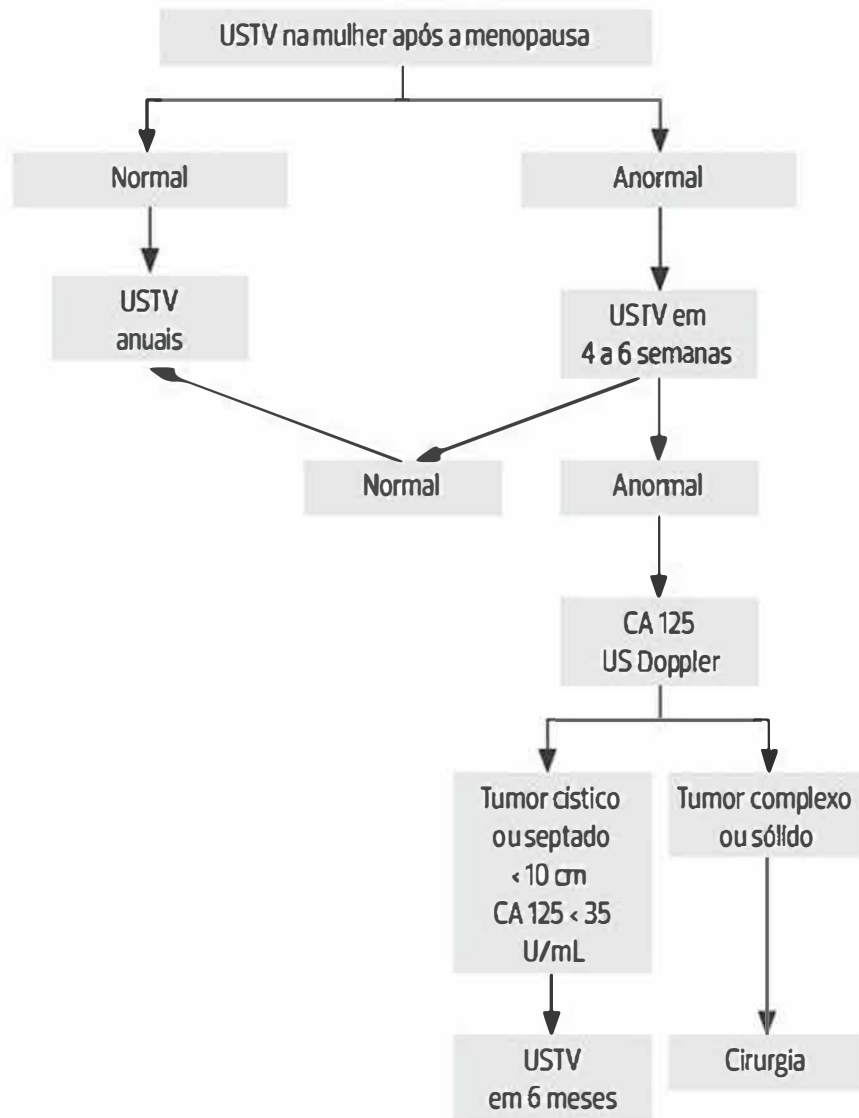 USTV na mulher após a menopausa
Normal
Anormal
USTV
anuais
USTV em
4 a 6 semanas
Normal
Anormal
CA 125
US Doppler
Tumor cístico
ou septado
< 10 cm
CA 125 < 35
U/mL
Tumor complexo
ou sólido
USTV
em 6 meses
Cirurgia